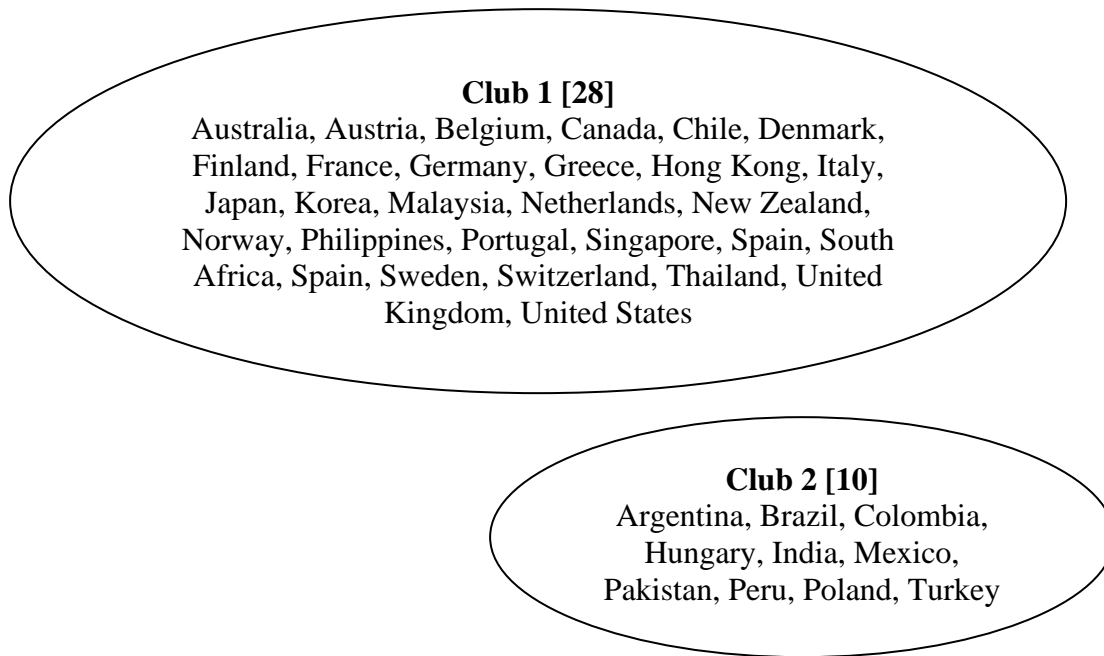 Club 1 [28]
Australia, Austria, Belgium, Canada, Chile, Denmark,
Finland, France, Germany, Greece, Hong Kong, Italy,
Japan, Korea, Malaysia, Netherlands, New Zealand,
Norway, Philippines, Portugal, Singapore, Spain, South
Africa, Spain, Sweden, Switzerland, Thailand, United
Kingdom, United States
Club 2 [10]
Argentina, Brazil, Colombia,
Hungary, India, Mexico,
Pakistan, Peru, Poland, Turkey